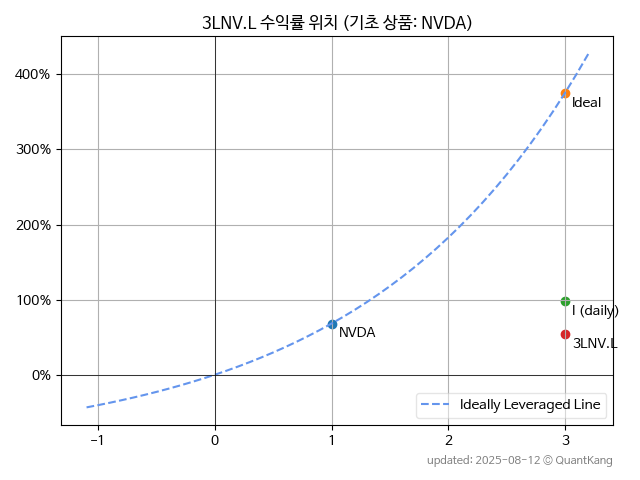 3LNV.L 수익률 위치 (기초 상품: NVDA)
400%
300%
200%
100%
0%
Ideal
I (daily)
NVDA
3LNV.L
Ideally Leveraged Line
−1
0
1
2
3
updated: 2025-08-12 © QuantKang